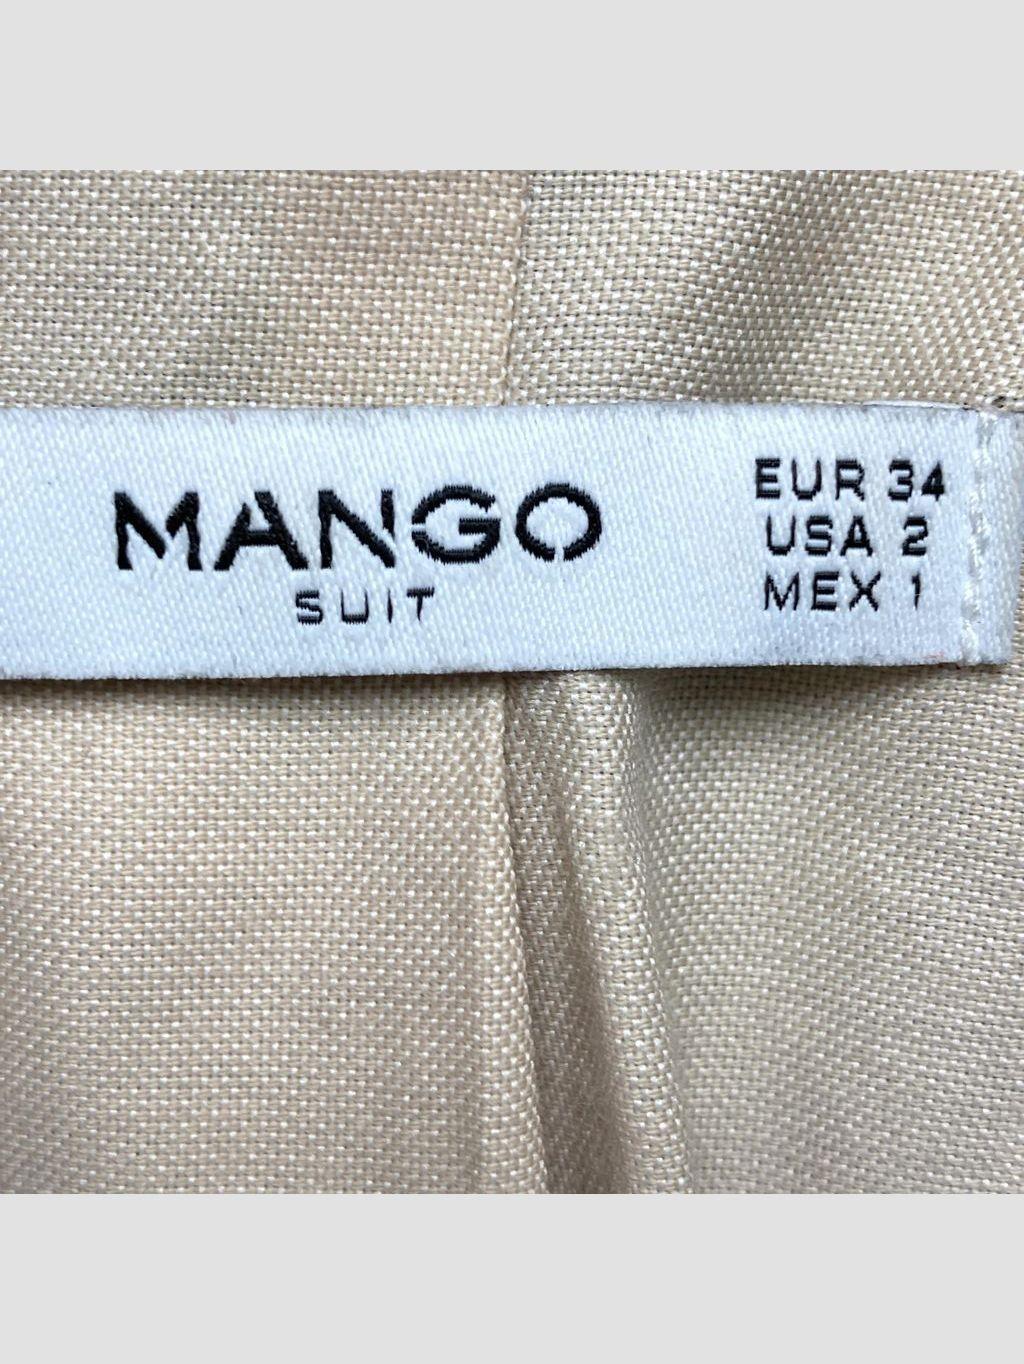 MANGO
SUIT
EUR 34
USA 2
MEX 1